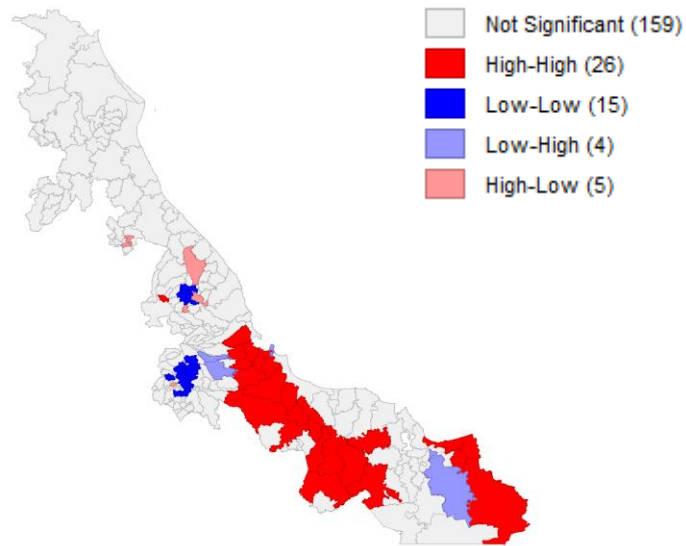 Not Significant (159)
High-High (26)
Low-Low (15)
Low-High (4)
High-Low (5)